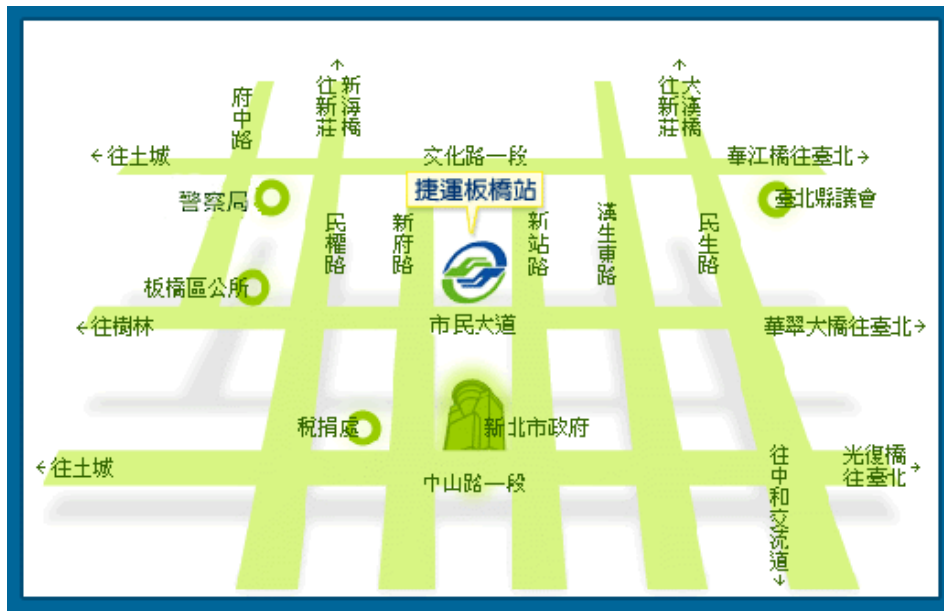 府中路
往新莊
新海橋
往新莊
大漢橋
往土城
文化路一段
華江橋往臺北
捷運板橋站
警察局
臺北縣議會
民權路
新府路
新站路
漢生東路
民生路
板橋區公所
往樹林
市民大道
華翠大橋往臺北
稅捐處
新北市政府
往土城
中山路一段
往中和交流道
光復橋
往臺北